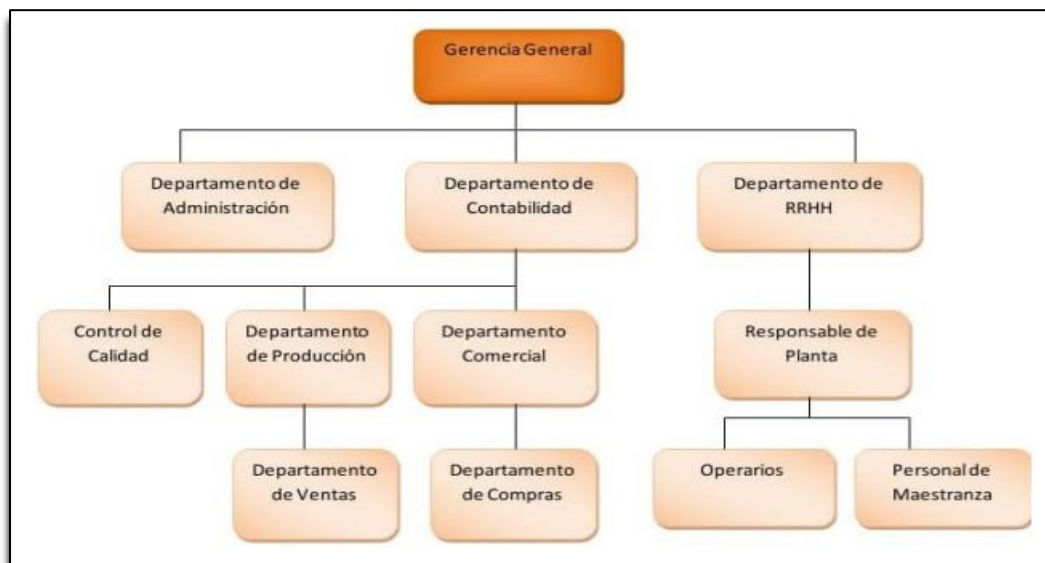 Gerencia General
Departamento de
Administración
Departamento de
Contabilidad
Departamento de
RRHH
Control de
Calidad
Departamento
de Producción
Departamento
Comercial
Responsable de
Planta
Departamento
de Ventas
Departamento
de Compras
Operarios
Personal de
Maestranza